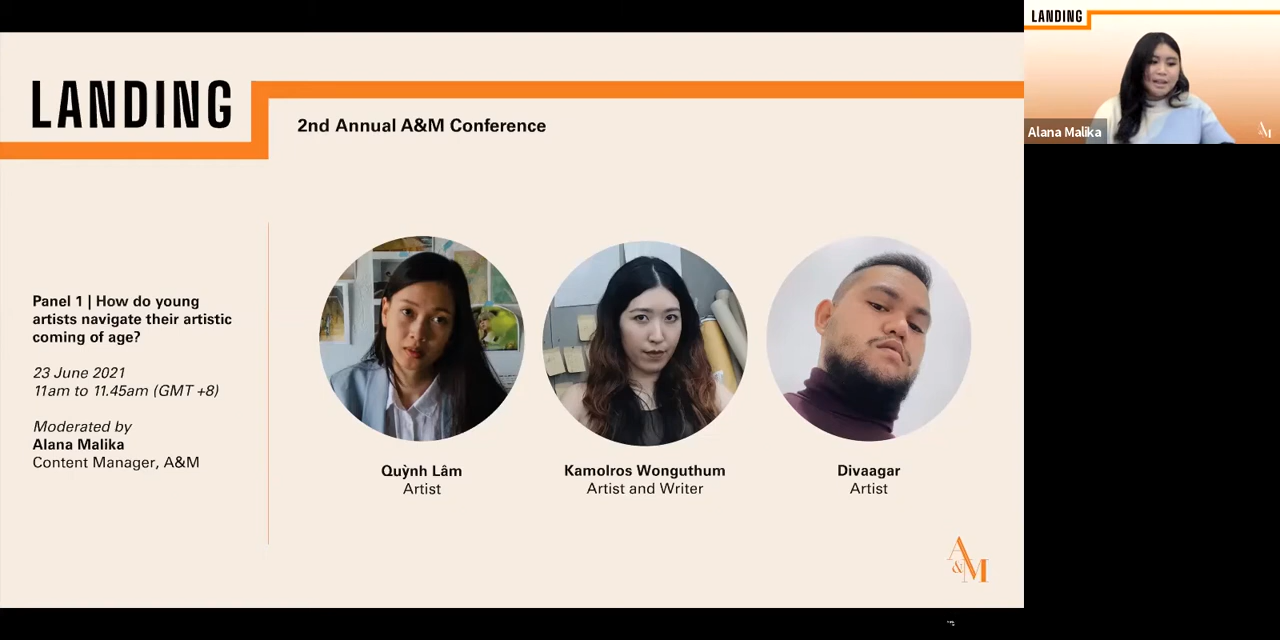 LANDING
2nd Annual A&M Conference
Panel 1 | How do young
artists navigate their artistic
coming of age?
23 June 2021
11am to 11.45am (GMT +8)
Moderated by
Alana Malika
Content Manager, A&M
Quỳnh Lâm
Artist
Kamolros Wonguthum
Artist and Writer
Divaagar
Artist
A&M
LANDING
Alana Malika
A&M